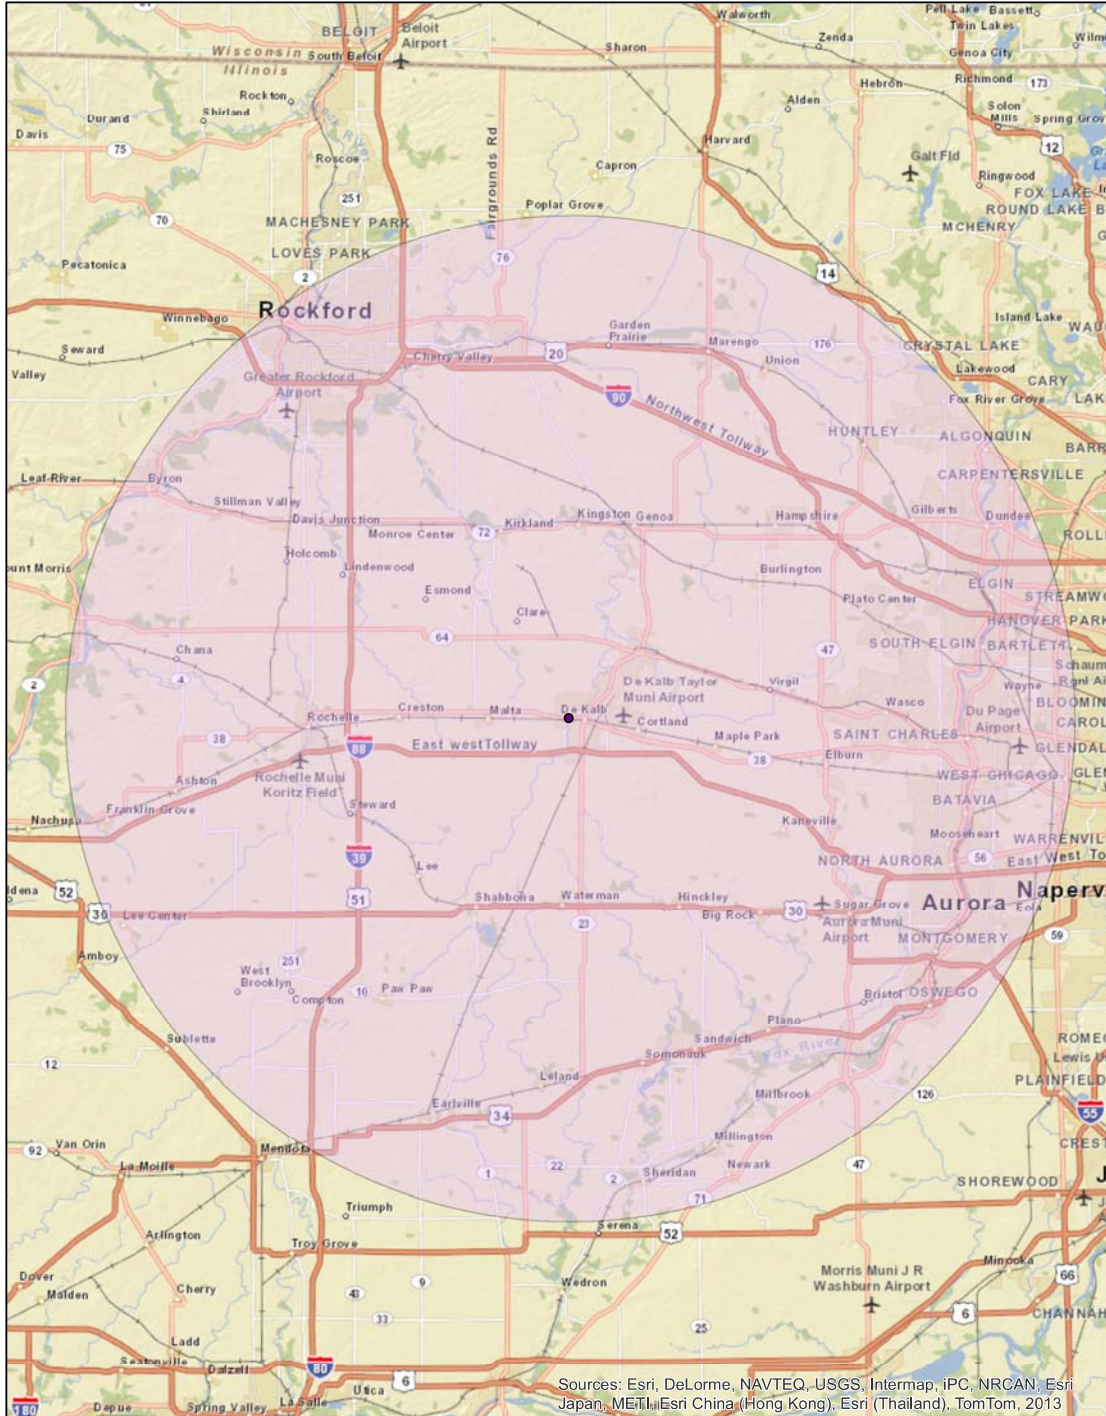 Walworth
Pell Lake
Bassett
Twin Lakes
BELOIT
Beloit
Airport
Zenda
Wisconsin
Illinois
South Beloit
Sharon
Genoa City
Rockton
Hebron
Richmond
173
Shirland
Alden
Solon
Mills
Spring Grov
Durand
Davis
75
Roscoe
Fairgrounds Rd
Harvard
12
Capron
Galt Fld
Ringwood
251
FOX LAKE
70
MACHESNEY PARK
Poplar Grove
ROUND LAKE B
LOVES PARK
MCHENRY
Pecatonica
2
76
14
Rockford
Winnebago
Island Lake
Garden
Prairie
Seward
Cherry Valley
20
Marengo
176
CRYSTAL LAKE
Union
Lakewood
Valley
Greater Rockford
Airport
90
Northwest Tollway
CARY
Fox River Grove
HUNTLEY
ALGONQUIN
CARPENTERSVILLE
Leaf River
Byron
Stillman Valley
Davis Junction
Monroe Center
72
Kirkland
Kingston
Genoa
Hampshire
Gilberts
Dundee
Holcomb
Lindenwood
ount Morris
Esmond
Burlington
ELGIN
Plato Center
STREAMWO
Clare
HANOVER PARK
64
47
SOUTH ELGIN
BARTLETT
Chana
4
2
De Kalb Taylor
Muni Airport
Virgil
Wayne
Schaum
Rgnl Ai
Creston
Malta
De Kalb
Wasco
BLOOMIN
Rochelle
Cortland
Du Page
Airport
CAROL
38
88
East westTollway
Maple Park
38
SAINT CHARLES
Elburn
GLENDAL
Ashton
Rochelle Muni
Koritz Field
WEST CHICAGO
Franklin Grove
Steward
BATAVIA
Nachusa
Kaneville
Mooseheart
WARRENVIL
39
Lee
NORTH AURORA
56
East West To
52
51
Shabbona
Waterman
Hinckley
Big Rock
30
Sugar Grove
Aurora
Naperv
Eola
30
Lee Center
23
Aurora Muni
Airport
MONTGOMERY
59
Amboy
251
West
Brooklyn
Compton
10
Paw Paw
Bristol
OSWEGO
Plano
Sublette
Sandwich
Somonauk
Fox River
12
Leland
Millbrook
PLAINFIELD
Earlville
34
126
55
92
Van Orin
Mendota
Millington
La Moille
1
22
2
Sheridan
Newark
47
71
SHOREWOOD
Triumph
Serena
52
Arlington
Troy Grove
Minooka
Dover
Malden
Cherry
43
9
Wedron
Morris Muni J R
Washburn Airport
66
33
25
6
CHANNAH
Ladd
Seatonville
Dalzell
80
180
Depue
Spring Valley
La Salle
Utica
6
Sources: Esri, DeLorme, NAVTEQ, USGS, Intermap, iPC, NRCAN, Esri
Japan, METI, Esri China (Hong Kong), Esri (Thailand), TomTom, 2013